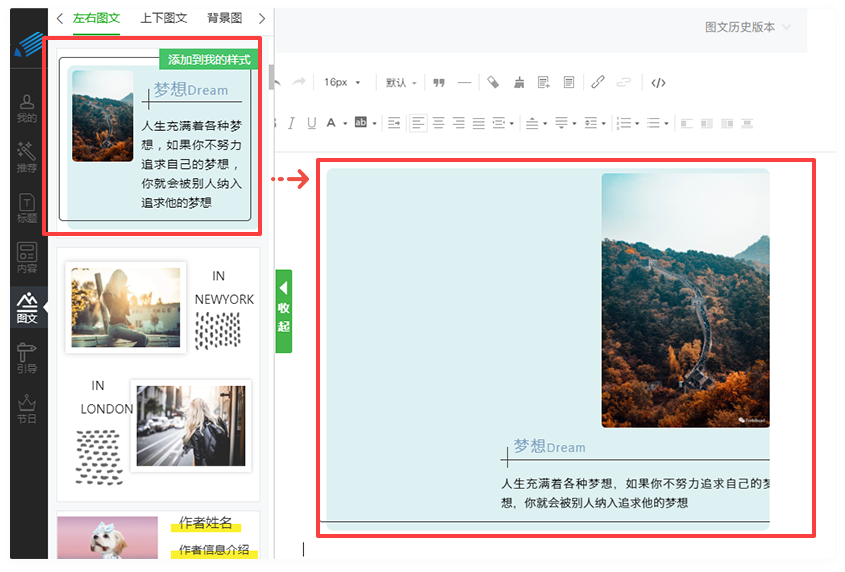 左右图文 上下图文 背景图
图文历史版本
添加到我的样式
梦想Dream
人生充满着各种梦
想，如果你不努力
追求自己的梦想，
你就会被别人纳入
追求他的梦想
我的
推荐
标题
内容
图文
引导
节日
IN
NEWYORK
IN
LONDON
作者姓名
作者信息介绍
收
起
16px 默认
I U A ab
梦想Dream
人生充满着各种梦想，如果你不努力追求自己的梦
想，你就会被别人纳入追求他的梦想